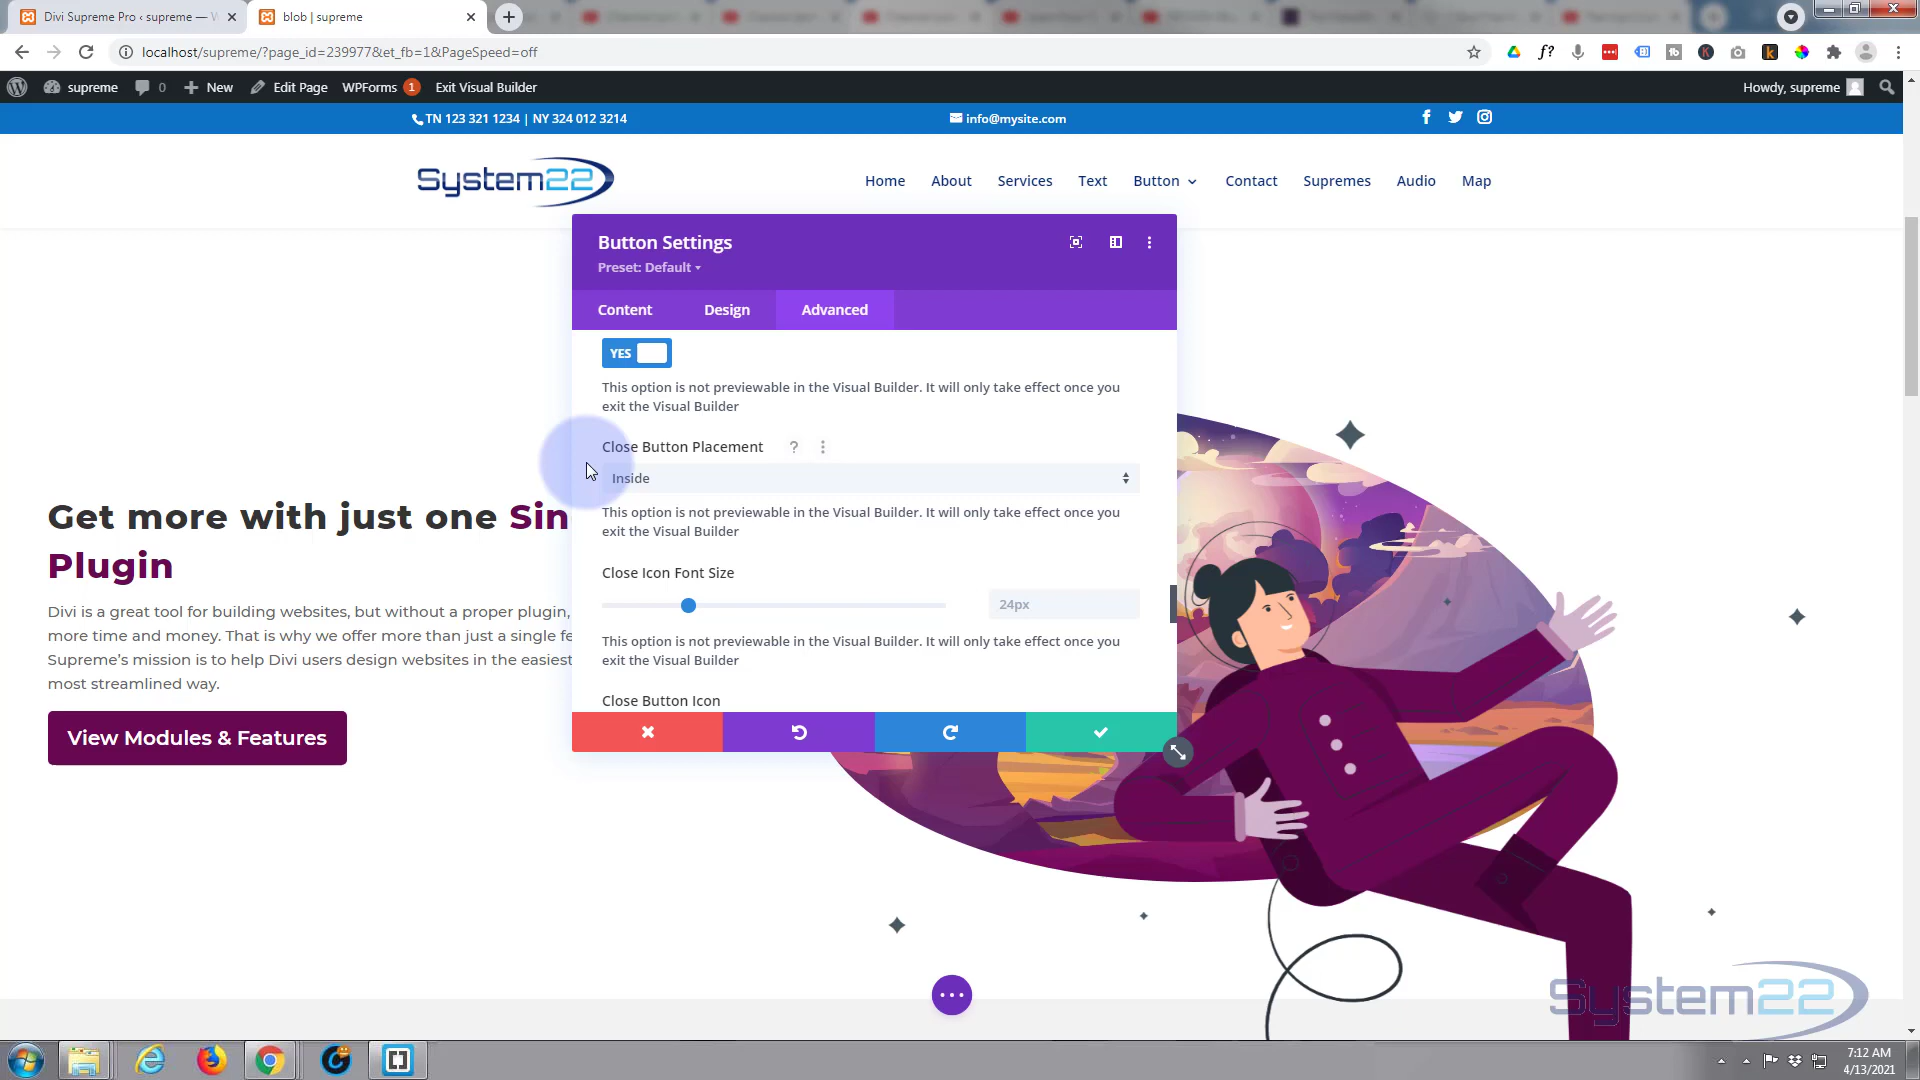 Divi Supreme Pro ‹ supreme — W
blob | supreme
localhost/supreme/?page_id=239977&et_fb=1&PageSpeed=off
supreme
0
New
Edit Page
WPForms 1
Exit Visual Builder
Howdy, supreme
TN 123 321 1234 | NY 324 012 3214
info@mysite.com
System22
Home
About
Services
Text
Button
Contact
Supremes
Audio
Map
Button Settings
Preset: Default
Content
Design
Advanced
YES
This option is not previewable in the Visual Builder. It will only take effect once you
exit the Visual Builder
Close Button Placement
Inside
This option is not previewable in the Visual Builder. It will only take effect once you
exit the Visual Builder
Close Icon Font Size
24px
This option is not previewable in the Visual Builder. It will only take effect once you
exit the Visual Builder
Close Button Icon
Get more with just one Sin
Plugin
Divi is a great tool for building websites, but without a proper plugin,
more time and money. That is why we offer more than just a single fe
Supreme's mission is to help Divi users design websites in the easiest
most streamlined way.
View Modules & Features
System22
7:12 AM
4/13/2021